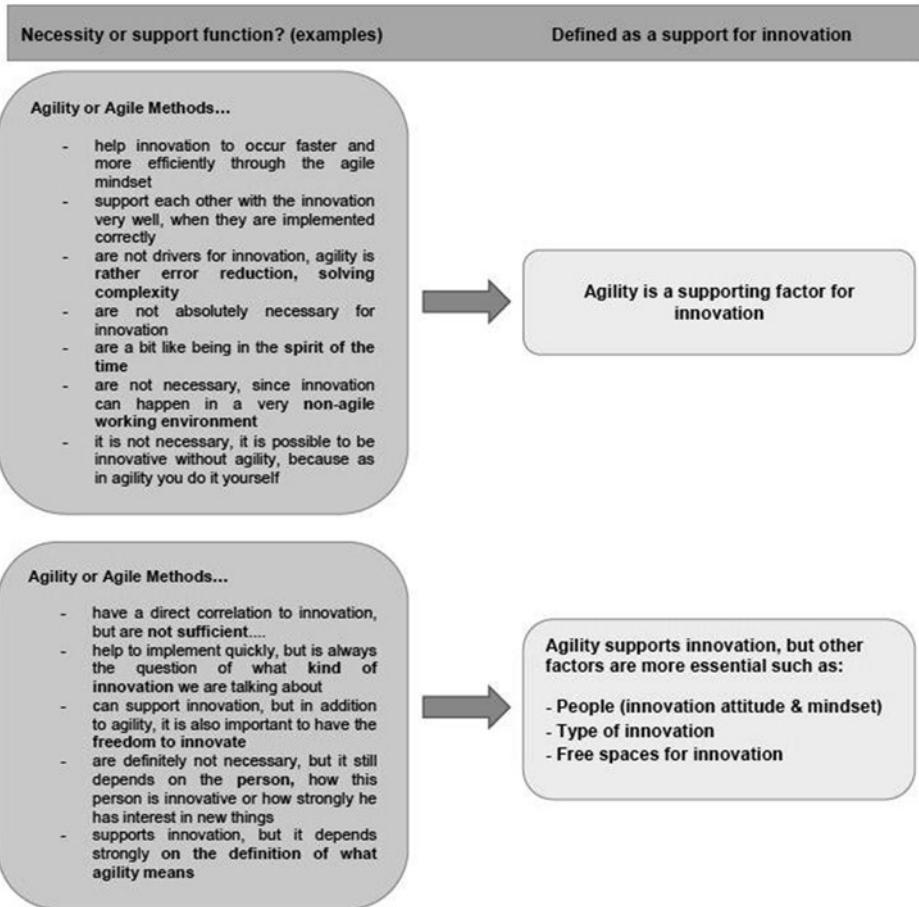 Necessity or support function? (examples)
Defined as a support for innovation
Agility or Agile Methods...
- help innovation to occur faster and
more efficiently through the agile
mindset
- support each other with the innovation
very well, when they are implemented
correctly
- are not drivers for innovation, agility is
rather error reduction, solving
complexity
- are not absolutely necessary for
innovation
- are a bit like being in the spirit of the
time
- are not necessary, since innovation
can happen in a very non-agile
working environment
- it is not necessary, it is possible to be
innovative without agility, because as
in agility you do it yourself
Agility is a supporting factor for
innovation
Agility or Agile Methods...
- have a direct correlation to innovation,
but are not sufficient....
- help to implement quickly, but is always
the question of what kind of
innovation we are talking about
- can support innovation, but in addition
to agility, it is also important to have the
freedom to innovate
- are definitely not necessary, but it still
depends on the person, how this
person is innovative or how strongly he
has interest in new things
- supports innovation, but it depends
strongly on the definition of what
agility means
Agility supports innovation, but other
factors are more essential such as:
- People (innovation attitude & mindset)
- Type of innovation
- Free spaces for innovation